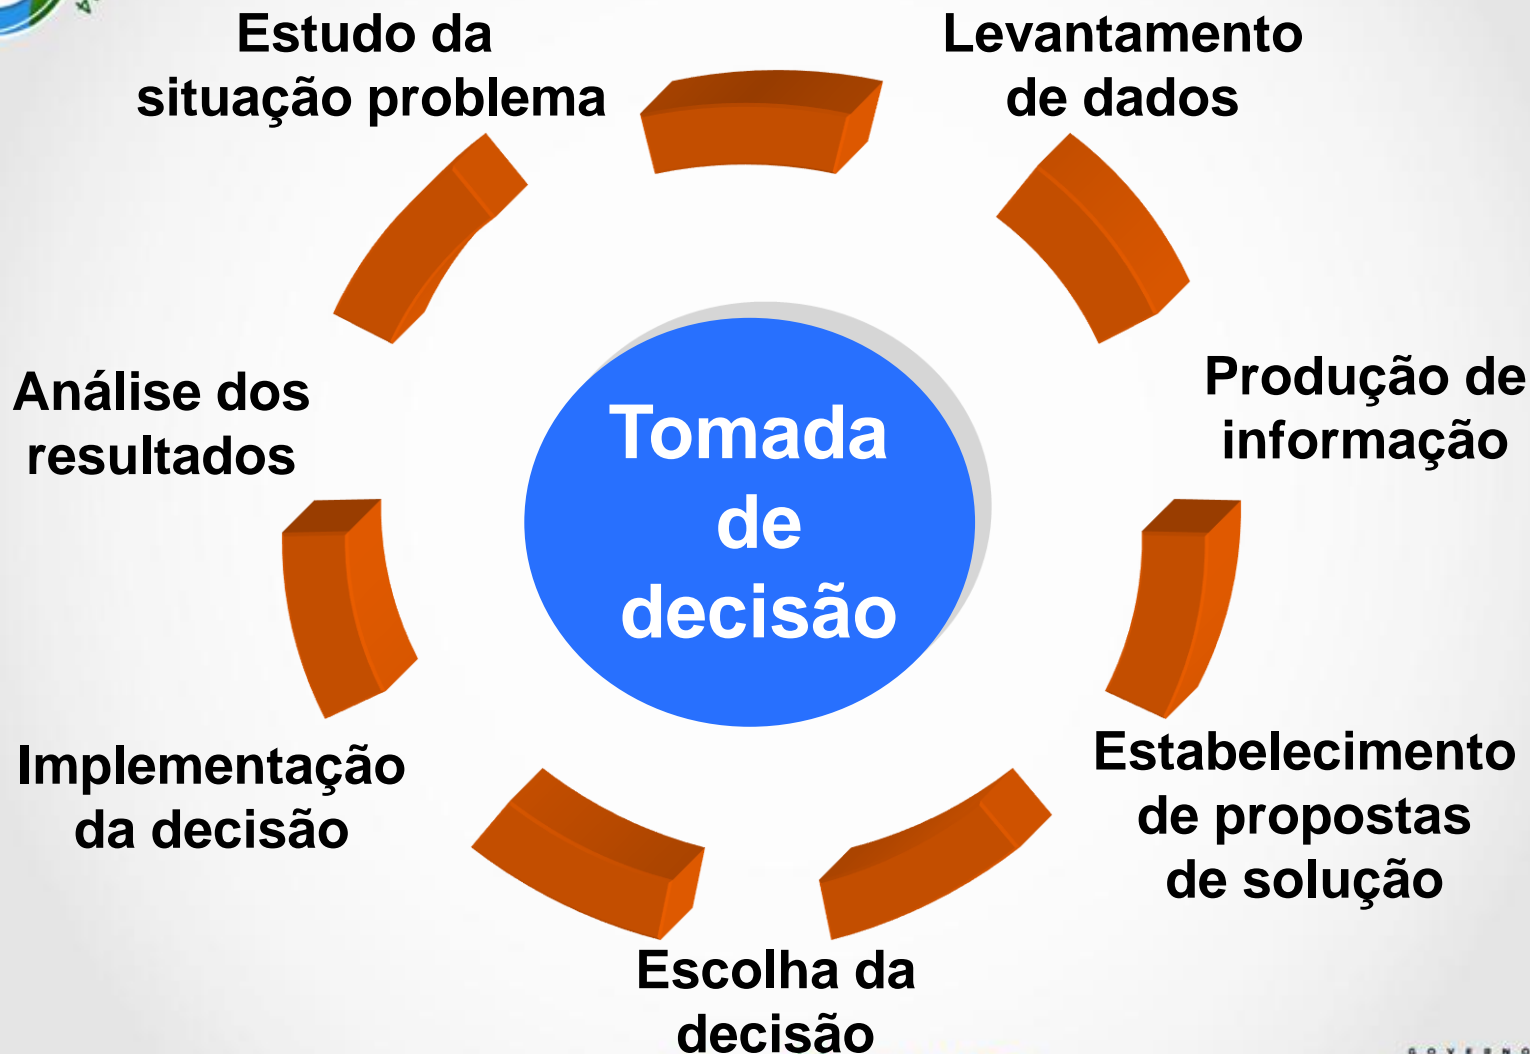 Estudo da
situação problema
Levantamento
de dados
Produção de
informação
Estabelecimento
de propostas
de solução
Escolha da
decisão
Implementação
da decisão
Análise dos
resultados
Tomada
de
decisão